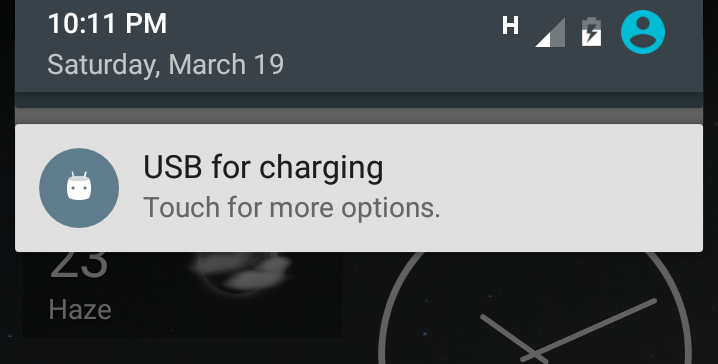 10:11 PM
H
Saturday, March 19
USB for charging
Touch for more options.
23
Haze